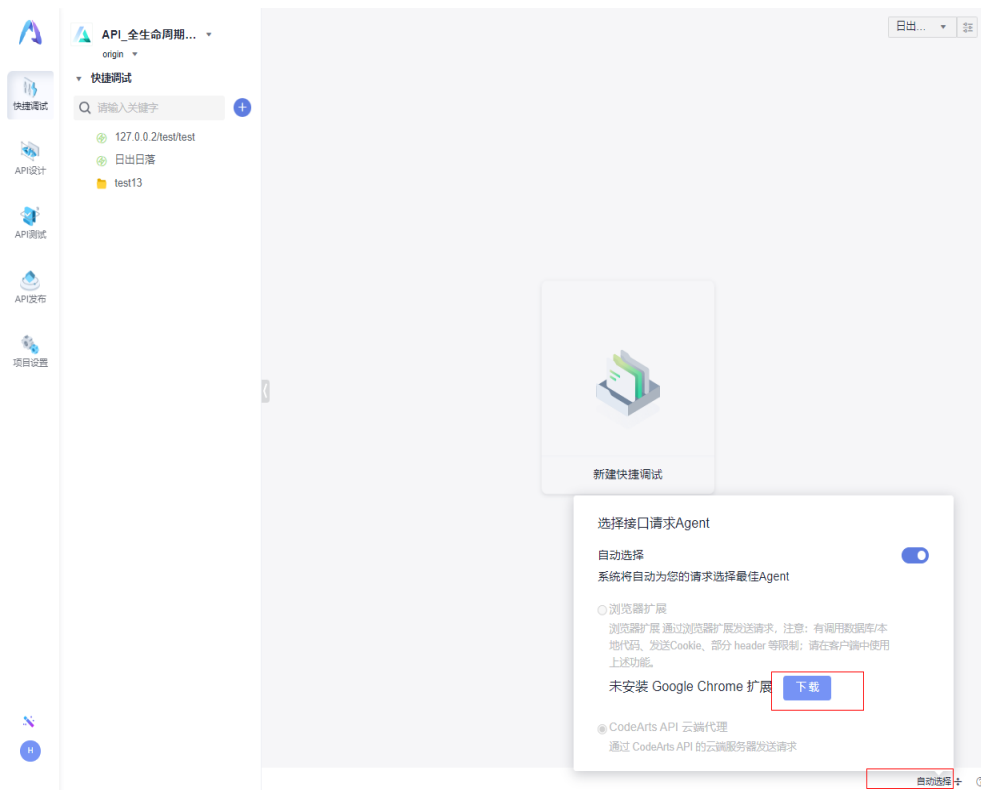 API_全生命周期...
origin
快捷调试
请输入关键字
127.0.0.2/test/test
日出日落
test13
快捷调试
API设计
API测试
API发布
项目设置
H
日出...
新建快捷调试
选择接口请求Agent
自动选择
系统将自动为您的请求选择最佳Agent
浏览器扩展
浏览器扩展 通过浏览器扩展发送请求，注意：有调用数据库/本
地代码、发送Cookie、部分 header 等限制；请在客户端中使用
上述功能。
未安装 Google Chrome 扩展
下载
CodeArts API 云端代理
通过 CodeArts API 的云端服务器发送请求
自动选择